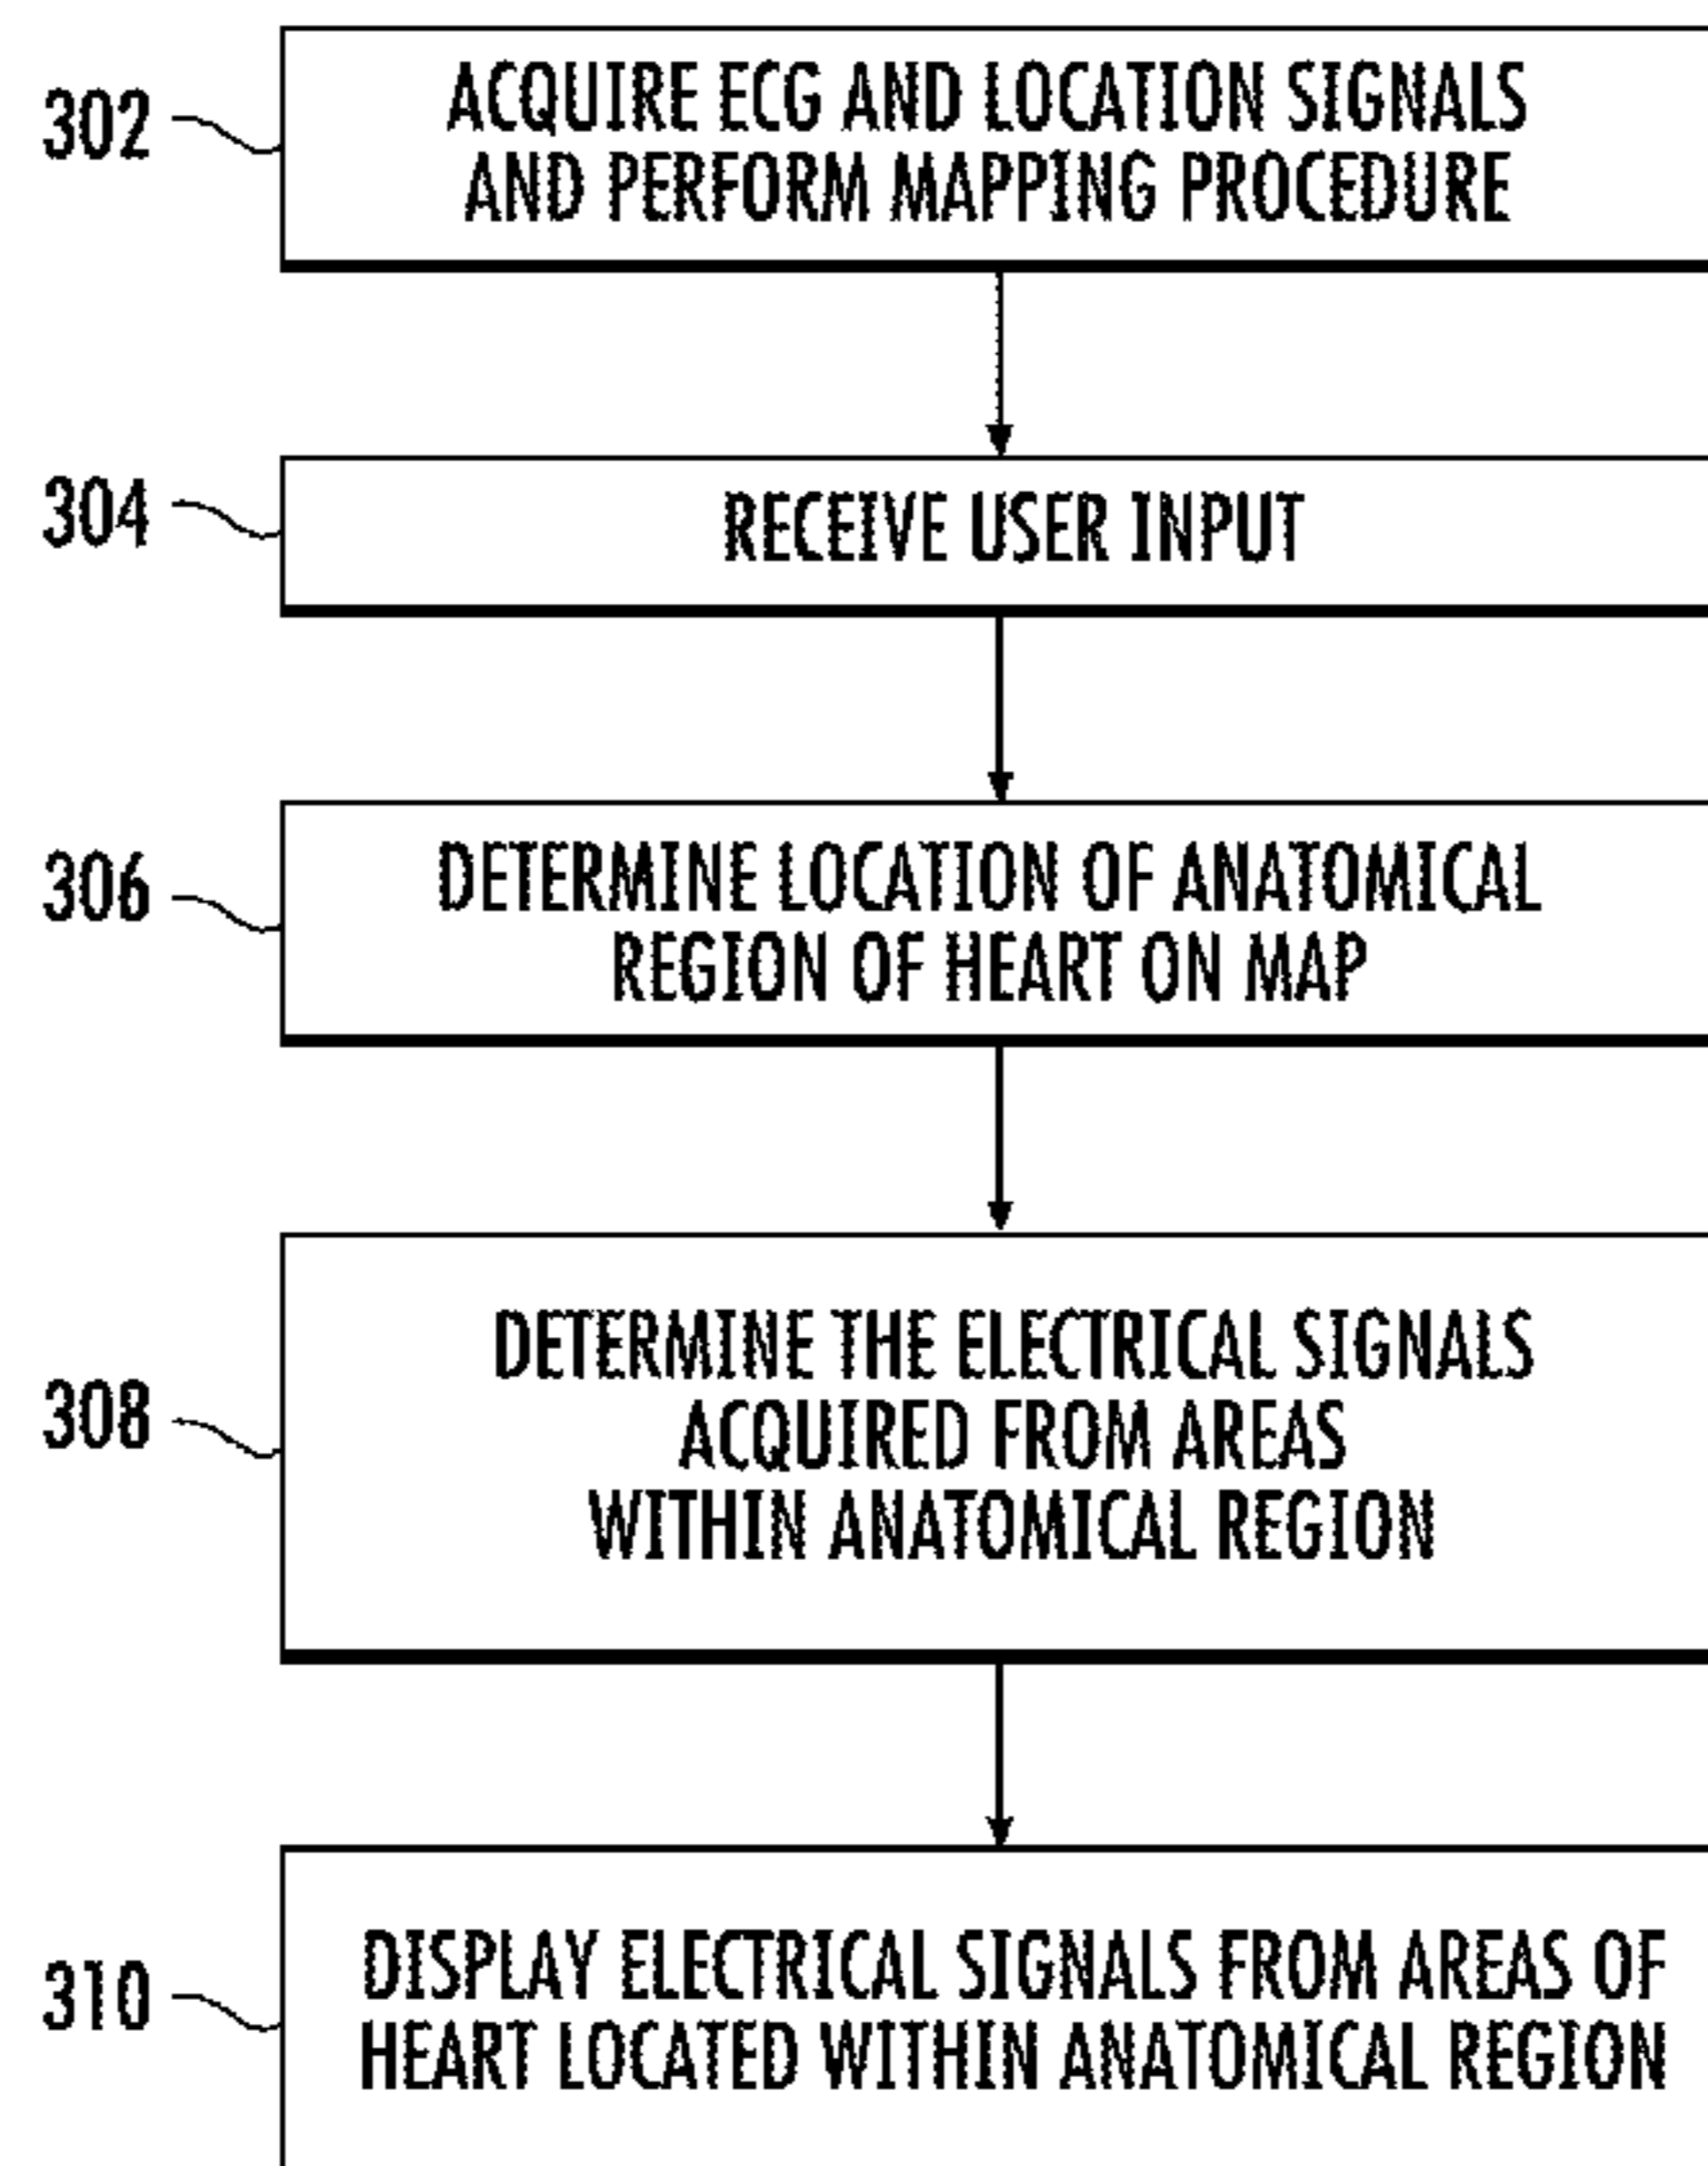 302
ACQUIRE ECG AND LOCATION SIGNALS
AND PERFORM MAPPING PROCEDURE
304
RECEIVE USER INPUT
306
DETERMINE LOCATION OF ANATOMICAL
REGION OF HEART ON MAP
308
DETERMINE THE ELECTRICAL SIGNALS
ACQUIRED FROM AREAS
WITHIN ANATOMICAL REGION
310
DISPLAY ELECTRICAL SIGNALS FROM AREAS OF
HEART LOCATED WITHIN ANATOMICAL REGION